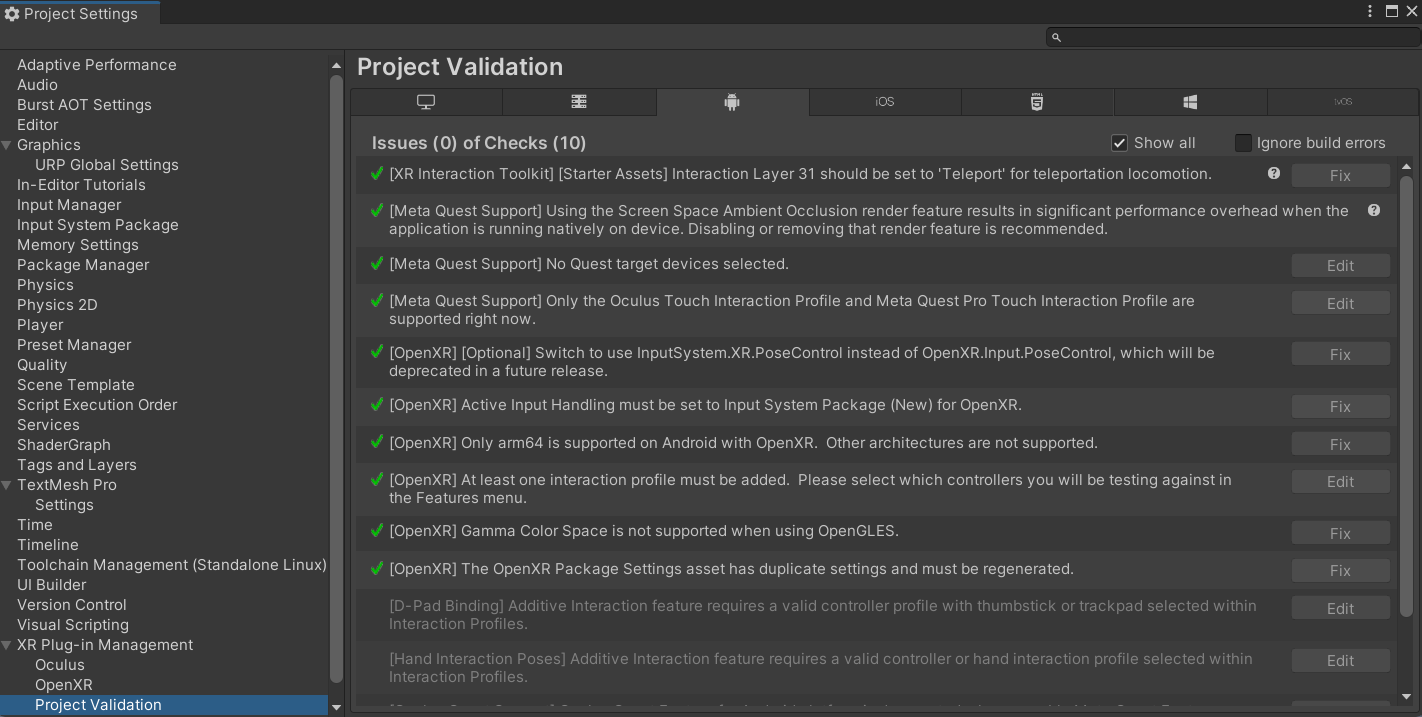 Project Settings
Adaptive Performance
Audio
Burst AOT Settings
Editor
Graphics
URP Global Settings
In-Editor Tutorials
Input Manager
Input System Package
Memory Settings
Package Manager
Physics
Physics 2D
Player
Preset Manager
Quality
Scene Template
Script Execution Order
Services
ShaderGraph
Tags and Layers
TextMesh Pro
Settings
Time
Timeline
Toolchain Management (Standalone Linux)
UI Builder
Version Control
Visual Scripting
XR Plug-in Management
Oculus
OpenXR
Project Validation
Project Validation
iOS
HTML 5
Issues (0) of Checks (10)
Show all
Ignore build errors
[XR Interaction Toolkit] [Starter Assets] Interaction Layer 31 should be set to 'Teleport' for teleportation locomotion.
Fix
[Meta Quest Support] Using the Screen Space Ambient Occlusion render feature results in significant performance overhead when the
application is running natively on device. Disabling or removing that render feature is recommended.
[Meta Quest Support] No Quest target devices selected.
Edit
[Meta Quest Support] Only the Oculus Touch Interaction Profile and Meta Quest Pro Touch Interaction Profile are
supported right now.
Edit
[OpenXR] [Optional] Switch to use InputSystem.XR.PoseControl instead of OpenXR.Input.PoseControl, which will be
deprecated in a future release.
Fix
[OpenXR] Active Input Handling must be set to Input System Package (New) for OpenXR.
Fix
[OpenXR] Only arm64 is supported on Android with OpenXR.  Other architectures are not supported.
Fix
[OpenXR] At least one interaction profile must be added.  Please select which controllers you will be testing against in
the Features menu.
Edit
[OpenXR] Gamma Color Space is not supported when using OpenGLES.
Fix
[OpenXR] The OpenXR Package Settings asset has duplicate settings and must be regenerated.
Fix
[D-Pad Binding] Additive Interaction feature requires a valid controller profile with thumbstick or trackpad selected within
Interaction Profiles.
Edit
[Hand Interaction Poses] Additive Interaction feature requires a valid controller or hand interaction profile selected within
Interaction Profiles.
Edit